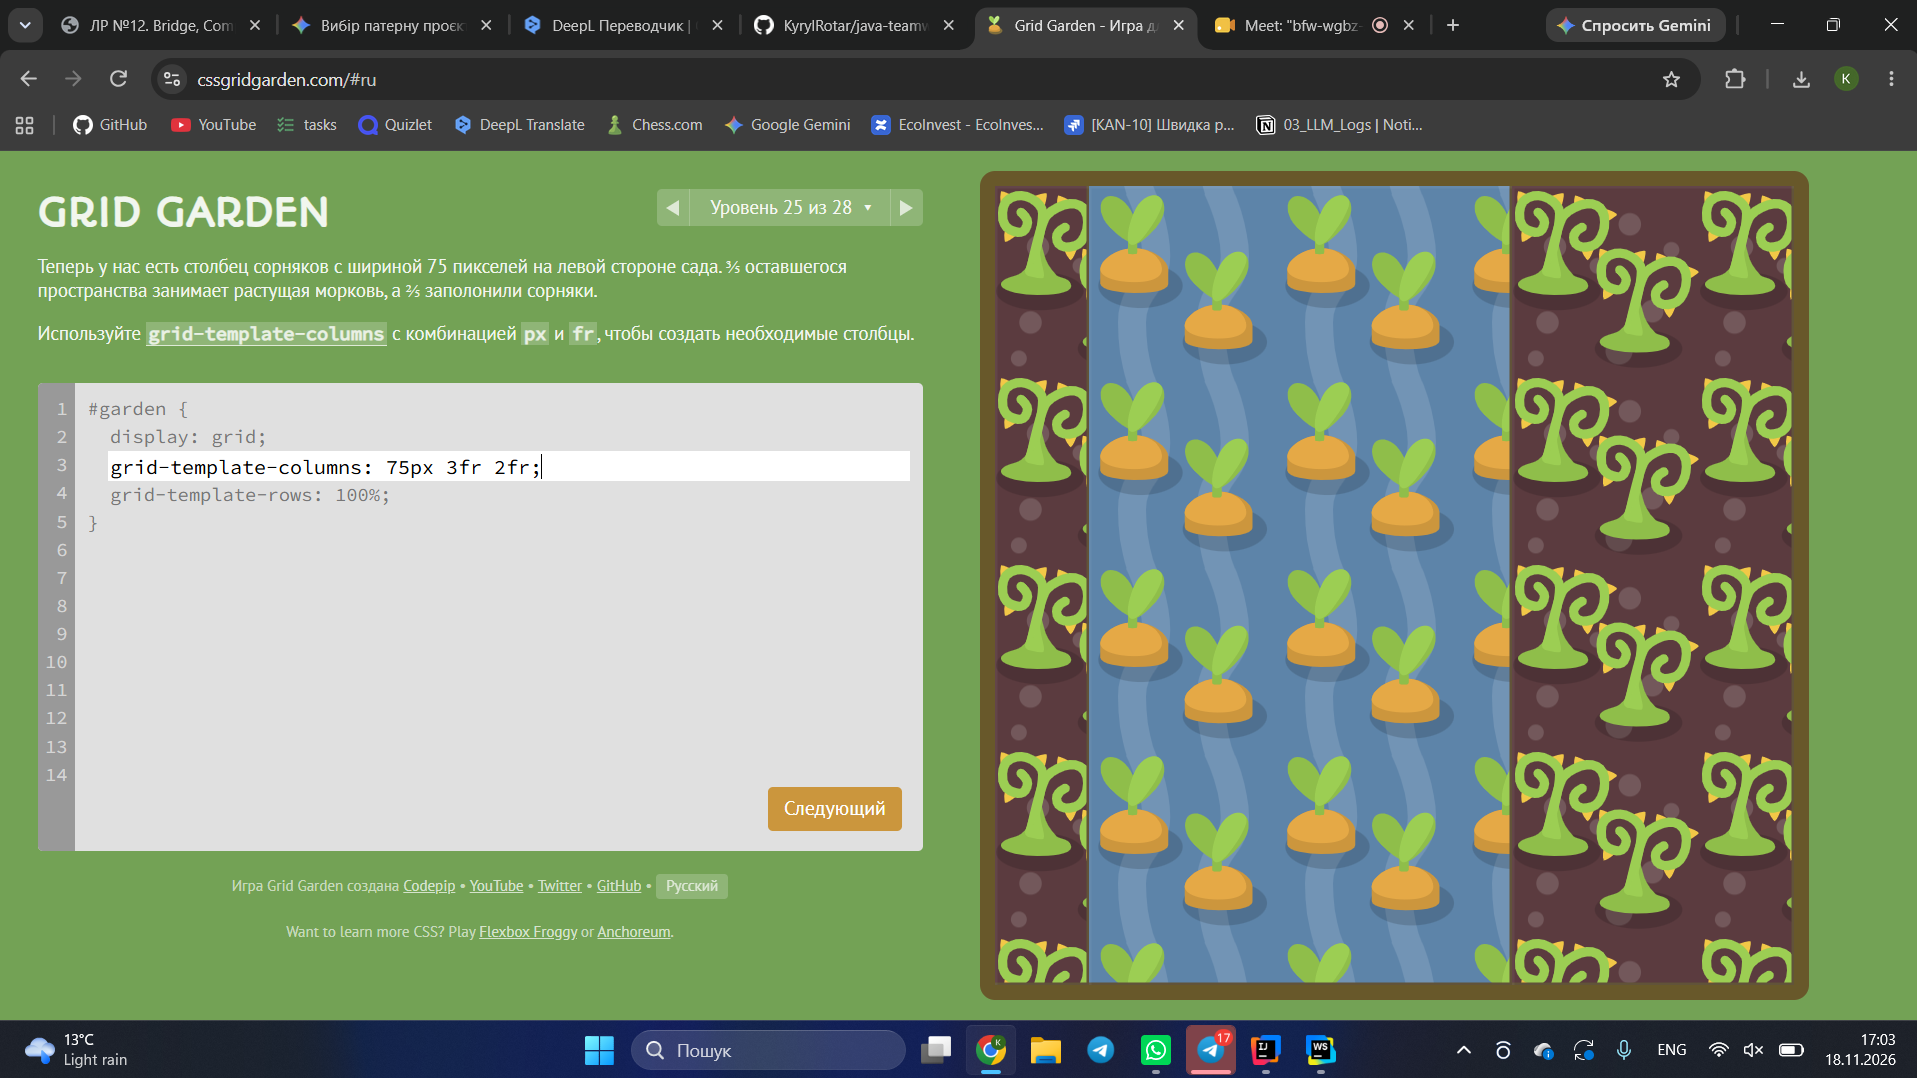 ЛР №12. Bridge, Com
Вибір патерну проєкт
DeepL Переводчик |
KyrylRotar/java-teamw
Grid Garden - Игра д
Meet: "bfw-wgbz-
Спросить Gemini
cssgridgarden.com/#ru
K
GitHub
YouTube
tasks
Quizlet
DeepL Translate
Chess.com
Google Gemini
EcoInvest - EcoInves...
[KAN-10] Швидка р...
03_LLM_Logs | Noti...
GRID GARDEN
Уровень 25 из 28
Теперь у нас есть столбец сорняков с шириной 75 пикселей на левой стороне сада. ⅗ оставшегося
пространства занимает растущая морковь, а ⅖ заполонили сорняки.
Используйте grid-template-columns с комбинацией px и fr, чтобы создать необходимые столбцы.
1 #garden {
2 display: grid;
3 grid-template-columns: 75px 3fr 2fr;
4 grid-template-rows: 100%;
5 }
6
7
8
9
10
11
12
13
14
Следующий
Игра Grid Garden создана Codepip • YouTube • Twitter • GitHub • Русский
Want to learn more CSS? Play Flexbox Froggy or Anchoreum.
13°C
Light rain
Пошук
K
17
IJ
WS
ENG
17:03
18.11.2026